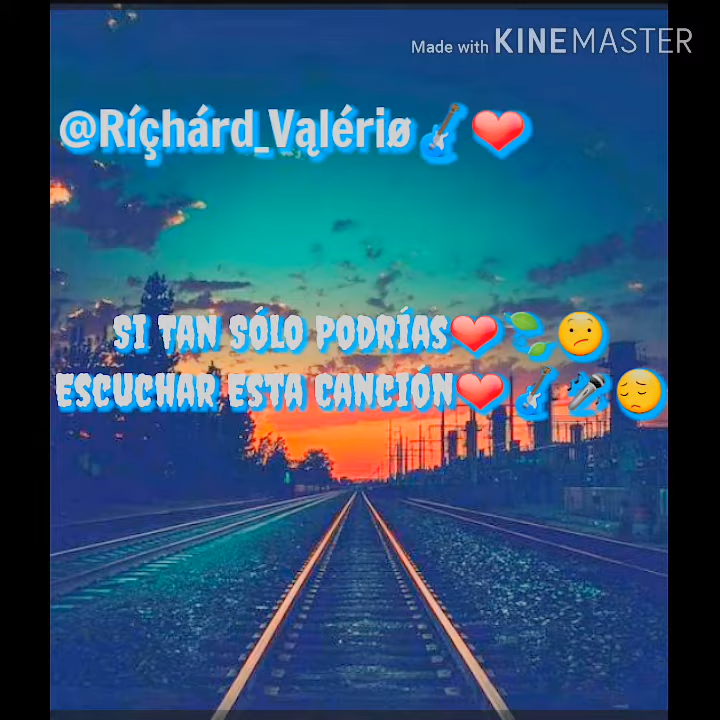 Made with KINEMASTER
@Ríçhárd_Vąlériø🎸❤
SI TAN SÓLO PODRÍAS❤🍃😕
ESCUCHAR ESTA CANCIÓN❤🎸🎤😔